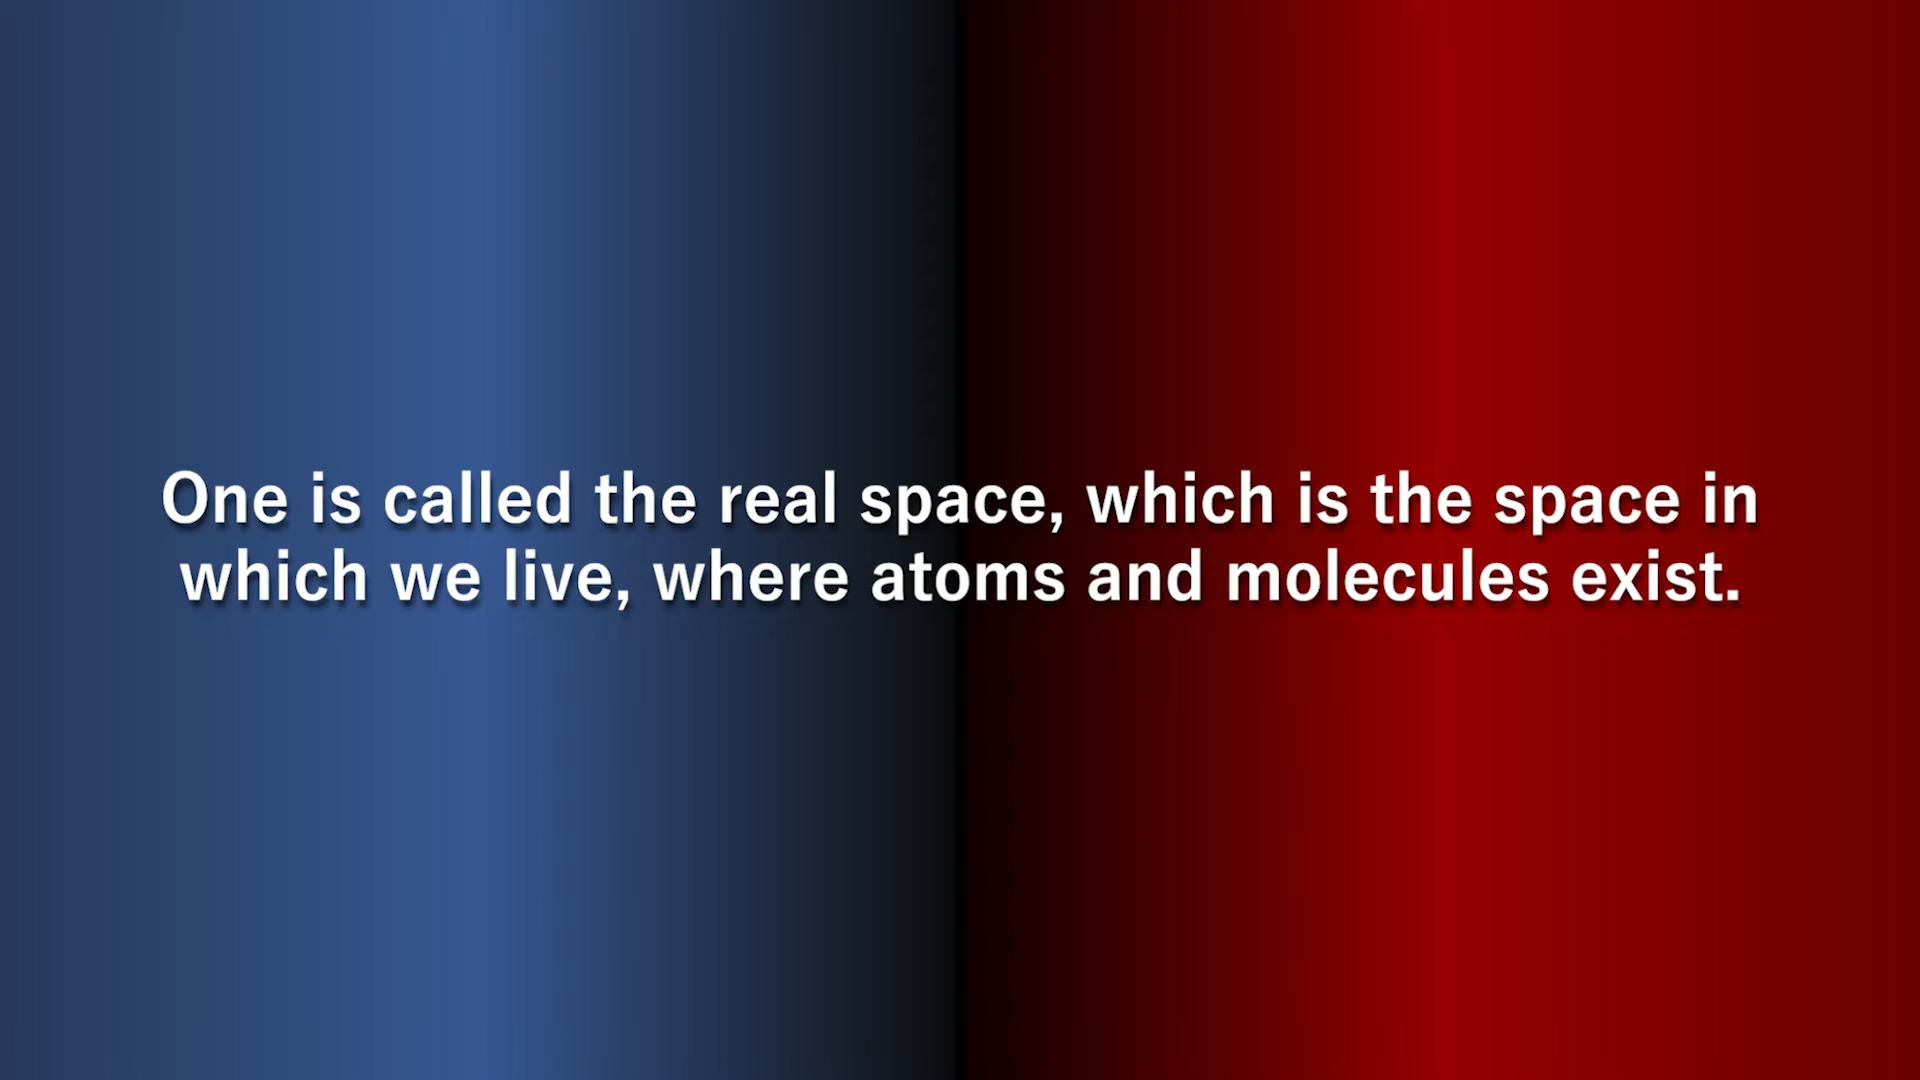 One is called the real space, which is the space in
which we live, where atoms and molecules exist.